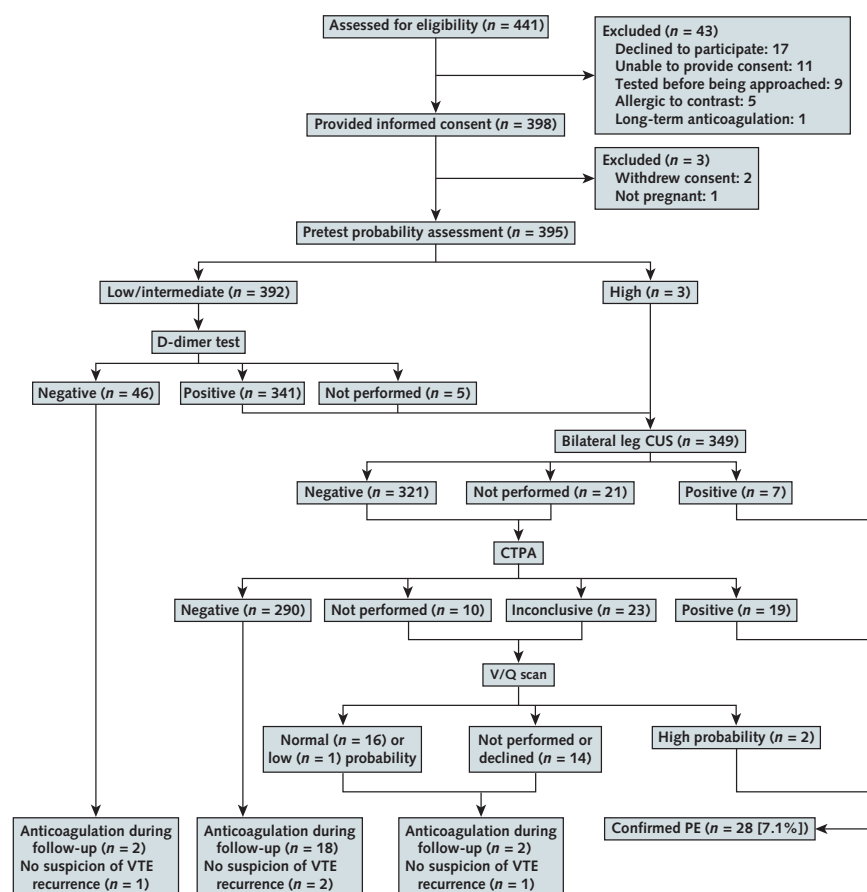 Assessed for eligibility (n = 441)
Excluded (n = 43)
Declined to participate: 17
Unable to provide consent: 11
Tested before being approached: 9
Allergic to contrast: 5
Long-term anticoagulation: 1
Provided informed consent (n = 398)
Excluded (n = 3)
Withdrew consent: 2
Not pregnant: 1
Pretest probability assessment (n = 395)
Low/intermediate (n = 392)
High (n = 3)
D-dimer test
Negative (n = 46)
Positive (n = 341)
Not performed (n = 5)
Bilateral leg CUS (n = 349)
Negative (n = 321)
Not performed (n = 21)
Positive (n = 7)
CTPA
Negative (n = 290)
Not performed (n = 10)
Inconclusive (n = 23)
Positive (n = 19)
V/Q scan
Normal (n = 16) or
low (n = 1) probability
Not performed or
declined (n = 14)
High probability (n = 2)
Anticoagulation during
follow-up (n = 2)
No suspicion of VTE
recurrence (n = 1)
Anticoagulation during
follow-up (n = 18)
No suspicion of VTE
recurrence (n = 2)
Anticoagulation during
follow-up (n = 2)
No suspicion of VTE
recurrence (n = 1)
Confirmed PE (n = 28 [7.1%])